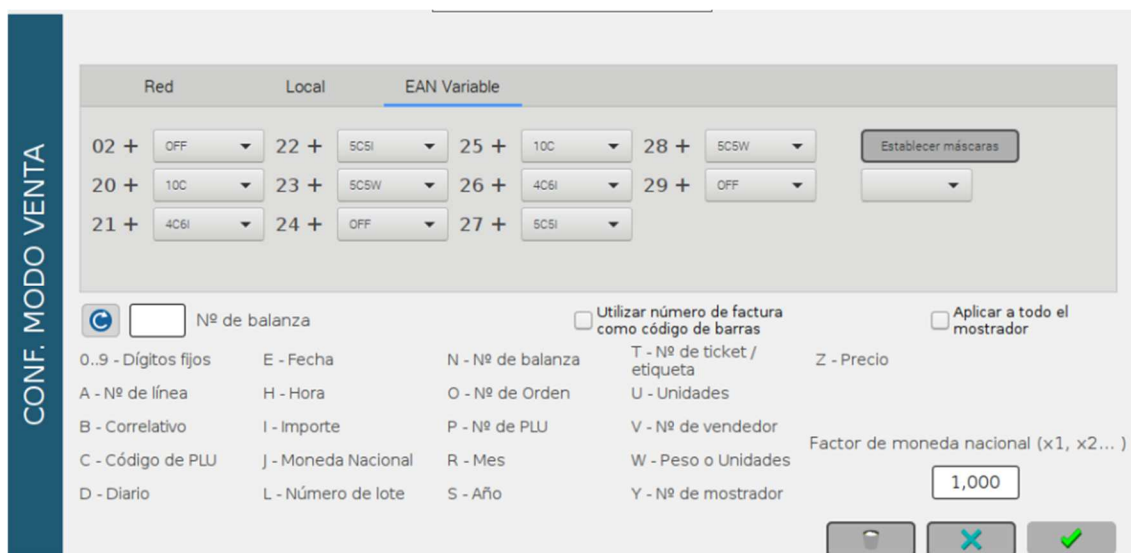 CONF. MODO VENTA
Red Local EAN Variable
02 + OFF 22 + 5C5I 25 + 10C 28 + 5C5W Establecer máscaras
20 + 10C 23 + 5C5W 26 + 4C6I 29 + OFF
21 + 4C6I 24 + OFF 27 + 5C5I
Nº de balanza
Utilizar número de factura
como código de barras
Aplicar a todo el
mostrador
0..9 - Dígitos fijos E - Fecha N - Nº de balanza T - Nº de ticket /
etiqueta
Z - Precio
A - Nº de línea H - Hora O - Nº de Orden U - Unidades
B - Correlativo I - Importe P - Nº de PLU V - Nº de vendedor
Factor de moneda nacional (x1, x2... )
C - Código de PLU J - Moneda Nacional R - Mes W - Peso o Unidades
D - Diario L - Número de lote S - Año Y - Nº de mostrador
1,000